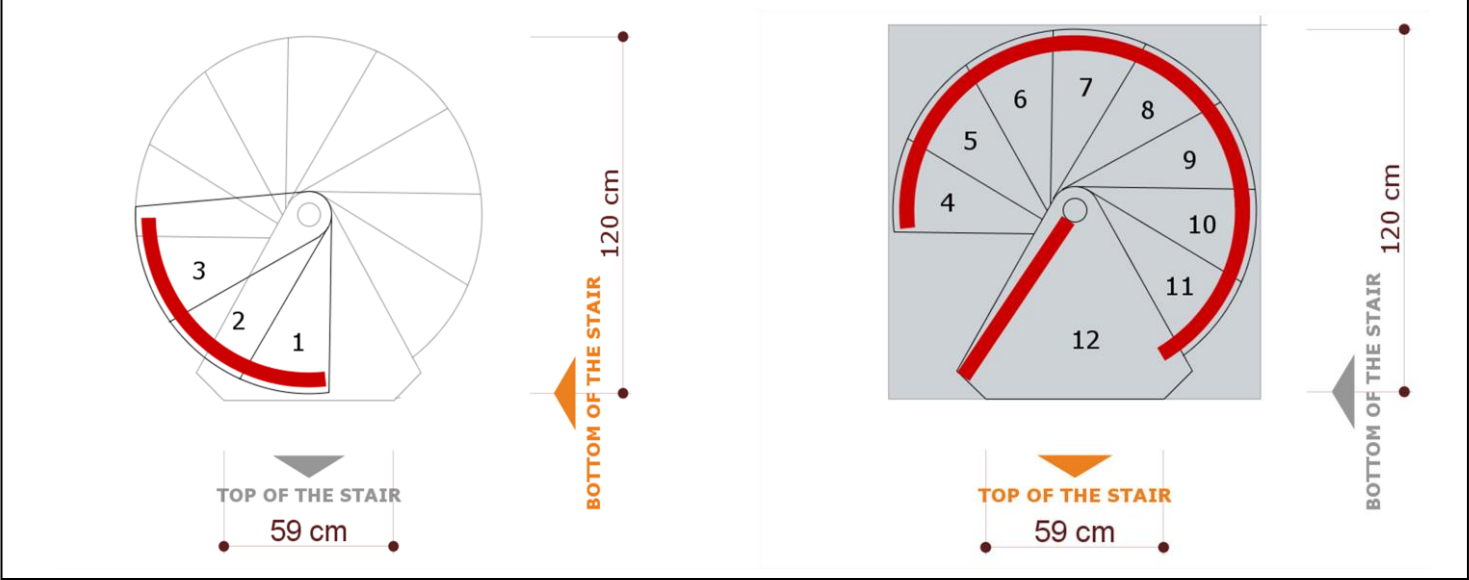 3
2
1
120 cm
BOTTOM OF THE STAIR
TOP OF THE STAIR
59 cm
7
6
8
5
9
4
10
11
12
120 cm
BOTTOM OF THE STAIR
TOP OF THE STAIR
59 cm